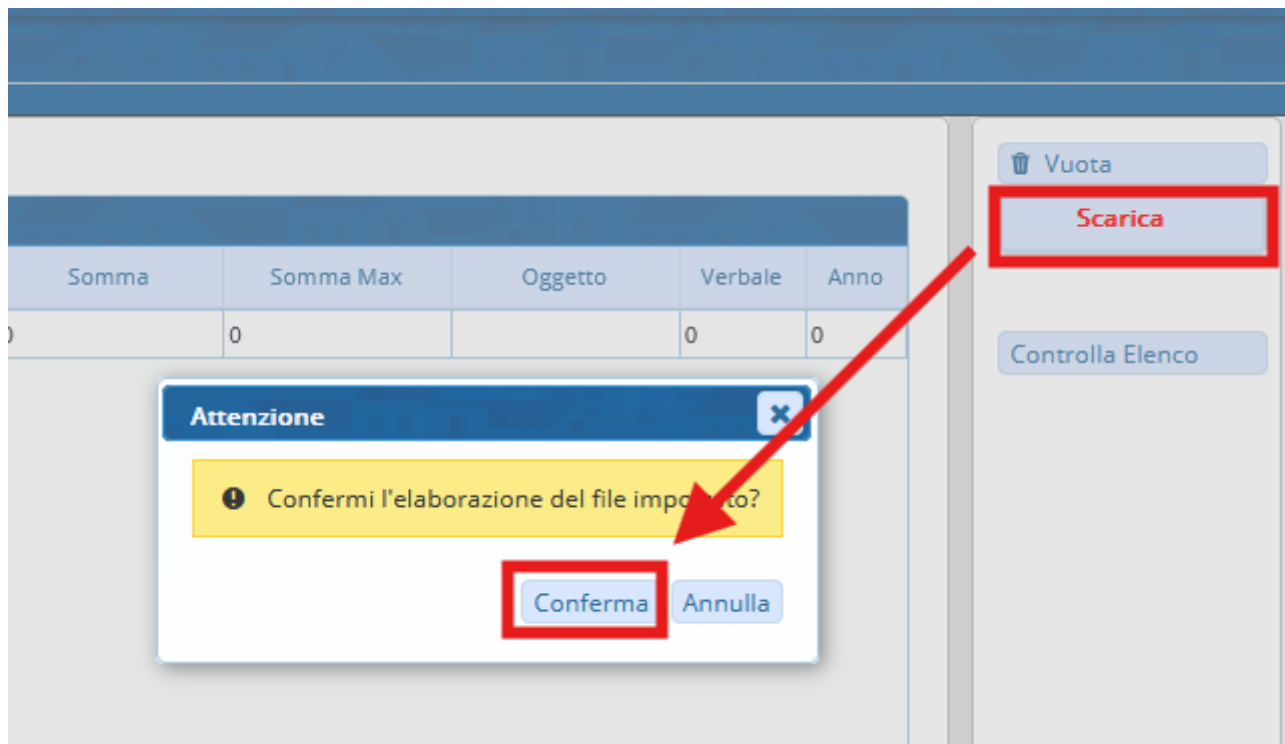 Vuota
Scarica
Controlla Elenco
Somma Somma Max Oggetto Verbale Anno
0 0 0
Attenzione
Confermi l'elaborazione del file
Conferma Annulla